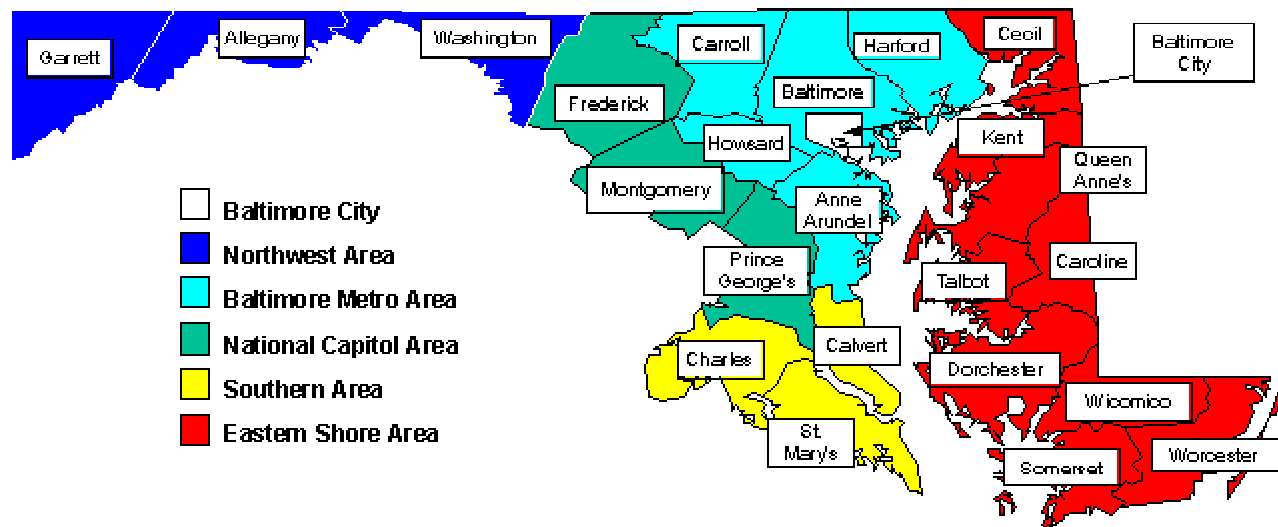 Garrett
Allegany
Washington
Carroll
Harford
Cecil
Baltimore
City
Frederick
Baltimore
Howsard
Kent
Queen
Anne's
Montgomery
Anne
Arundel
Prince
George's
Talbot
Caroline
Charles
Calvert
Dorchester
Wicomico
St.
Mary's
Somerset
Worcester
Baltimore City
Northwest Area
Baltimore Metro Area
National Capitol Area
Southern Area
Eastern Shore Area